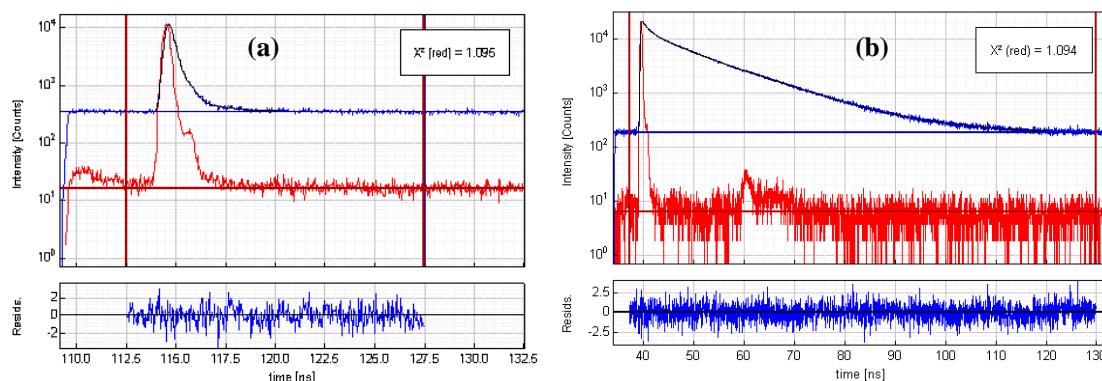 (a)
X² (red) = 1.095
Intensity [Counts]
10⁴
10³
10²
10¹
10⁰
Resids.
2
0
-2
110.0 112.5 115.0 117.5 120.0 122.5 125.0 127.5 130.0 132.5
time [ns]
(b)
X² (red) = 1.094
Intensity [Counts]
10⁴
10³
10²
10¹
10⁰
Resids.
2.5
0
-2.5
40 50 60 70 80 90 100 110 120 130
time [ns]